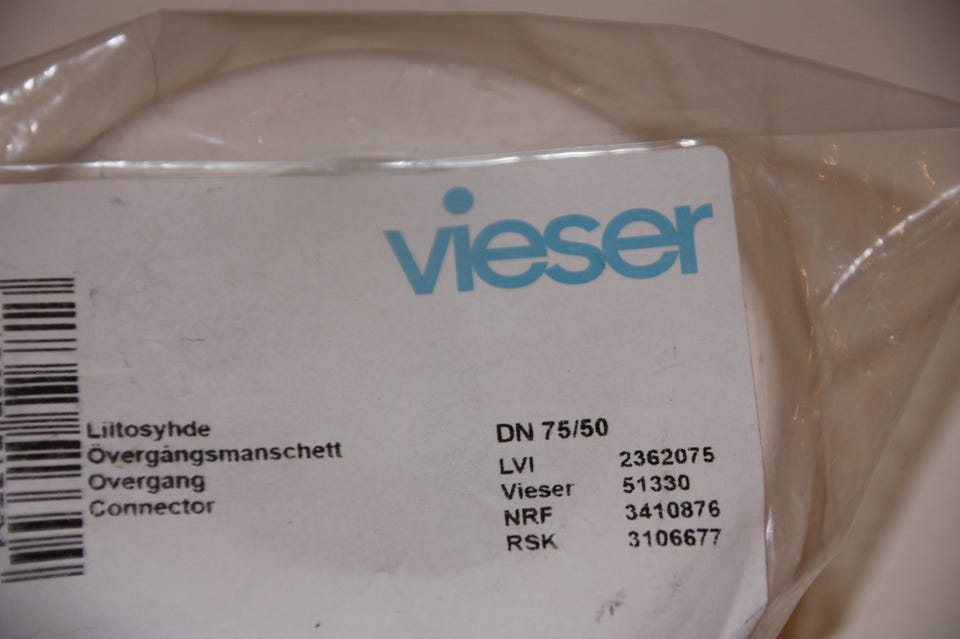 vieser
Liitosyhde
Övergångsmanschett
Overgang
Connector
DN 75/50
LVI 2362075
Vieser 51330
NRF 3410876
RSK 3106677